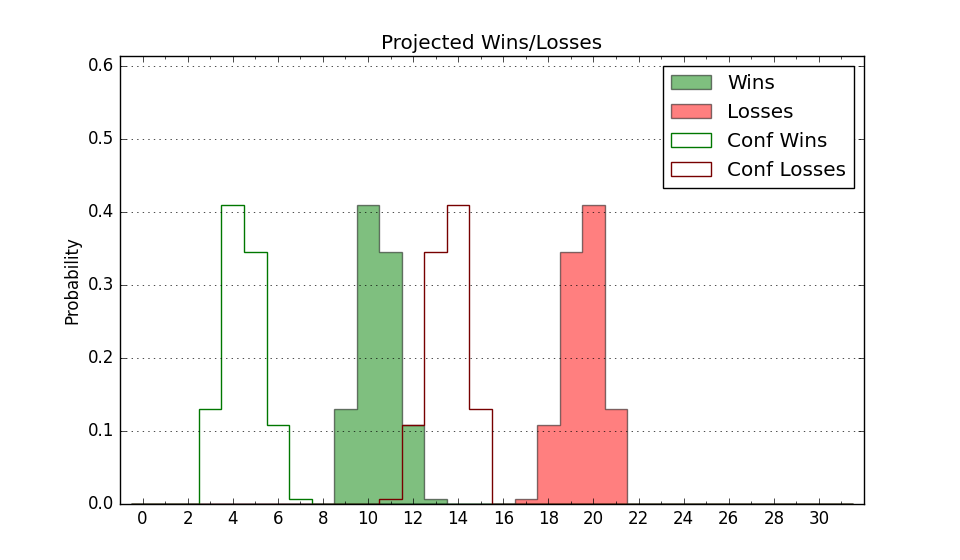 Projected Wins/Losses
Wins
Losses
Conf Wins
Conf Losses
Probability
0.6
0.5
0.4
0.3
0.2
0.1
0.0
0 2 4 6 8 10 12 14 16 18 20 22 24 26 28 30